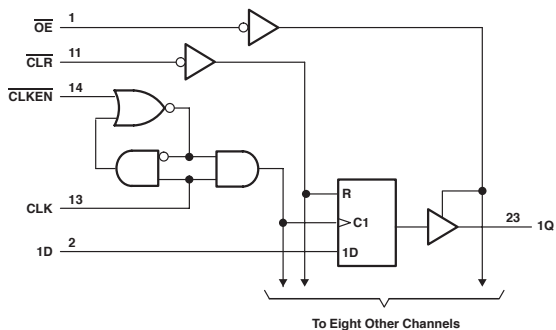 OE 1
CLR 11
CLKEN 14
CLK 13
1D 2
R
C1
1D
23 1Q
To Eight Other Channels